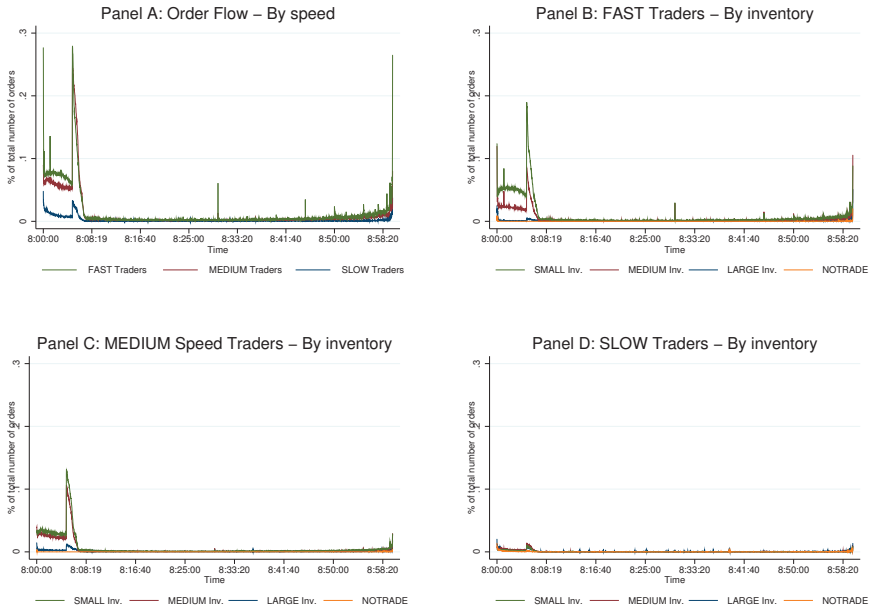 Panel A: Order Flow – By speed
% of total number of orders
.3
.2
.1
0
8:00:00 8:08:19 8:16:40 8:25:00 8:33:20 8:41:40 8:50:00 8:58:20
Time
FAST Traders MEDIUM Traders SLOW Traders
Panel B: FAST Traders – By inventory
% of total number of orders
.3
.2
.1
0
8:00:00 8:08:19 8:16:40 8:25:00 8:33:20 8:41:40 8:50:00 8:58:20
Time
SMALL Inv. MEDIUM Inv. LARGE Inv. NOTRADE
Panel C: MEDIUM Speed Traders – By inventory
% of total number of orders
.3
.2
.1
0
8:00:00 8:08:19 8:16:40 8:25:00 8:33:20 8:41:40 8:50:00 8:58:20
Time
SMALL Inv. MEDIUM Inv. LARGE Inv. NOTRADE
Panel D: SLOW Traders – By inventory
% of total number of orders
.3
.2
.1
0
8:00:00 8:08:19 8:16:40 8:25:00 8:33:20 8:41:40 8:50:00 8:58:20
Time
SMALL Inv. MEDIUM Inv. LARGE Inv. NOTRADE